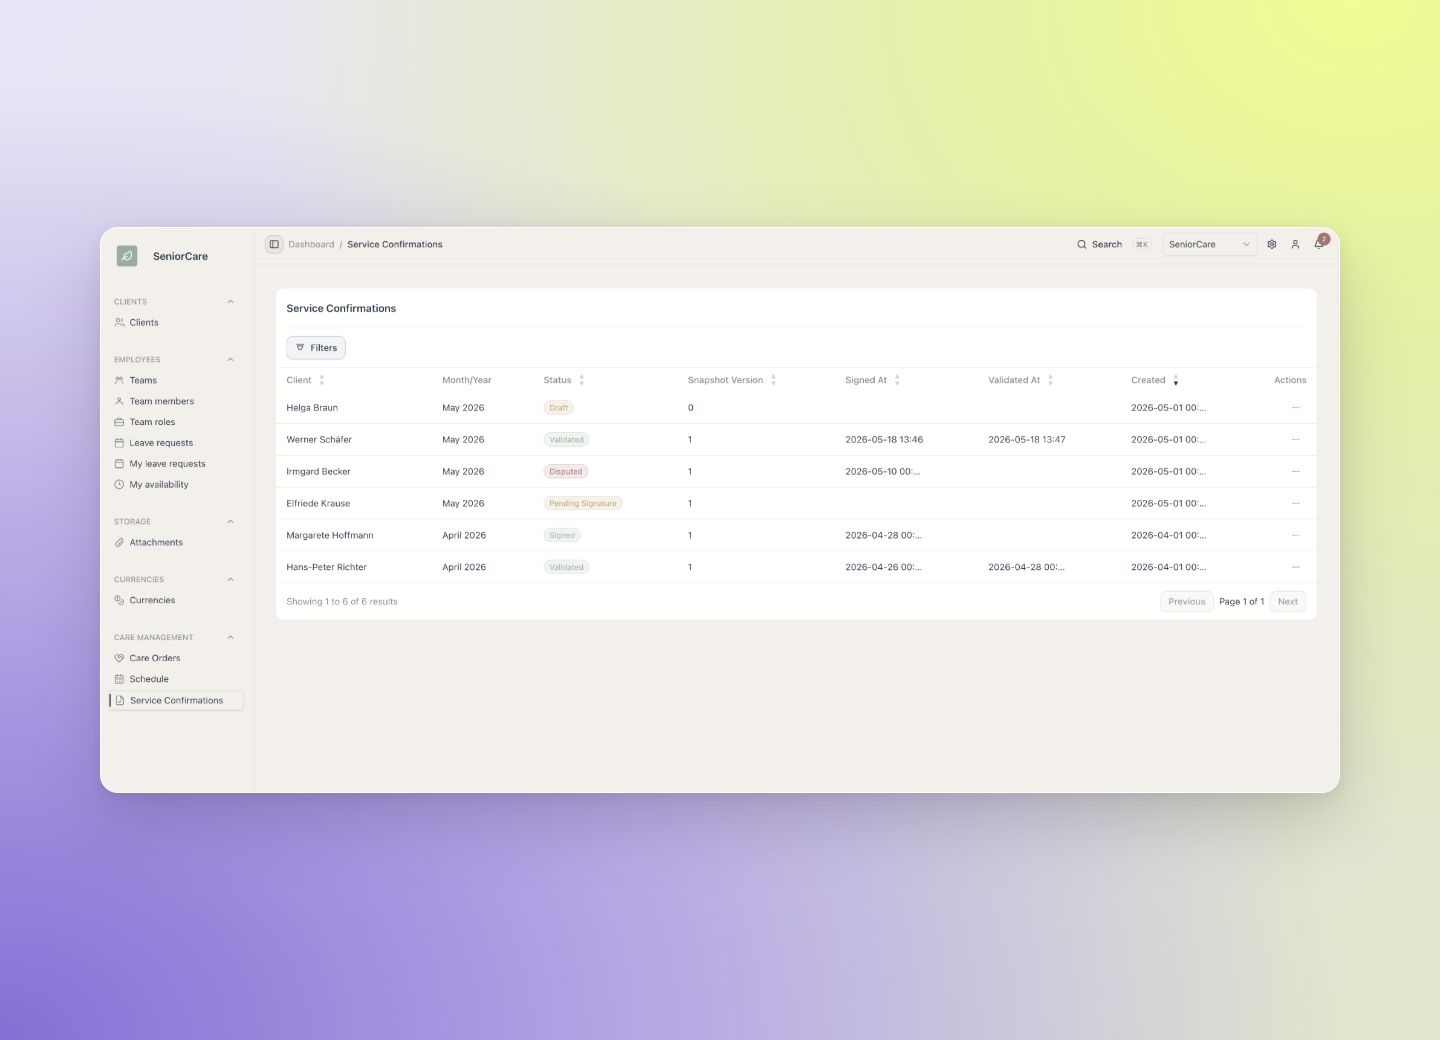 SeniorCare
CLIENTS
Clients
EMPLOYEES
Teams
Team members
Team roles
Leave requests
My leave requests
My availability
STORAGE
Attachments
CURRENCIES
Currencies
CARE MANAGEMENT
Care Orders
Schedule
Service Confirmations
Dashboard / Service Confirmations
Search ⌘K SeniorCare 2
Service Confirmations
Filters
Client Month/Year Status Snapshot Version Signed At Validated At Created Actions
Helga Braun May 2026 Draft 0 2026-05-01 00:... ...
Werner Schäfer May 2026 Validated 1 2026-05-18 13:46 2026-05-18 13:47 2026-05-01 00:... ...
Irmgard Becker May 2026 Disputed 1 2026-05-10 00:... 2026-05-01 00:... ...
Elfriede Krause May 2026 Pending Signature 1 2026-05-01 00:... ...
Margarete Hoffmann April 2026 Signed 1 2026-04-28 00:... 2026-04-01 00:... ...
Hans-Peter Richter April 2026 Validated 1 2026-04-26 00:... 2026-04-28 00:... 2026-04-01 00:... ...
Showing 1 to 6 of 6 results Previous Page 1 of 1 Next